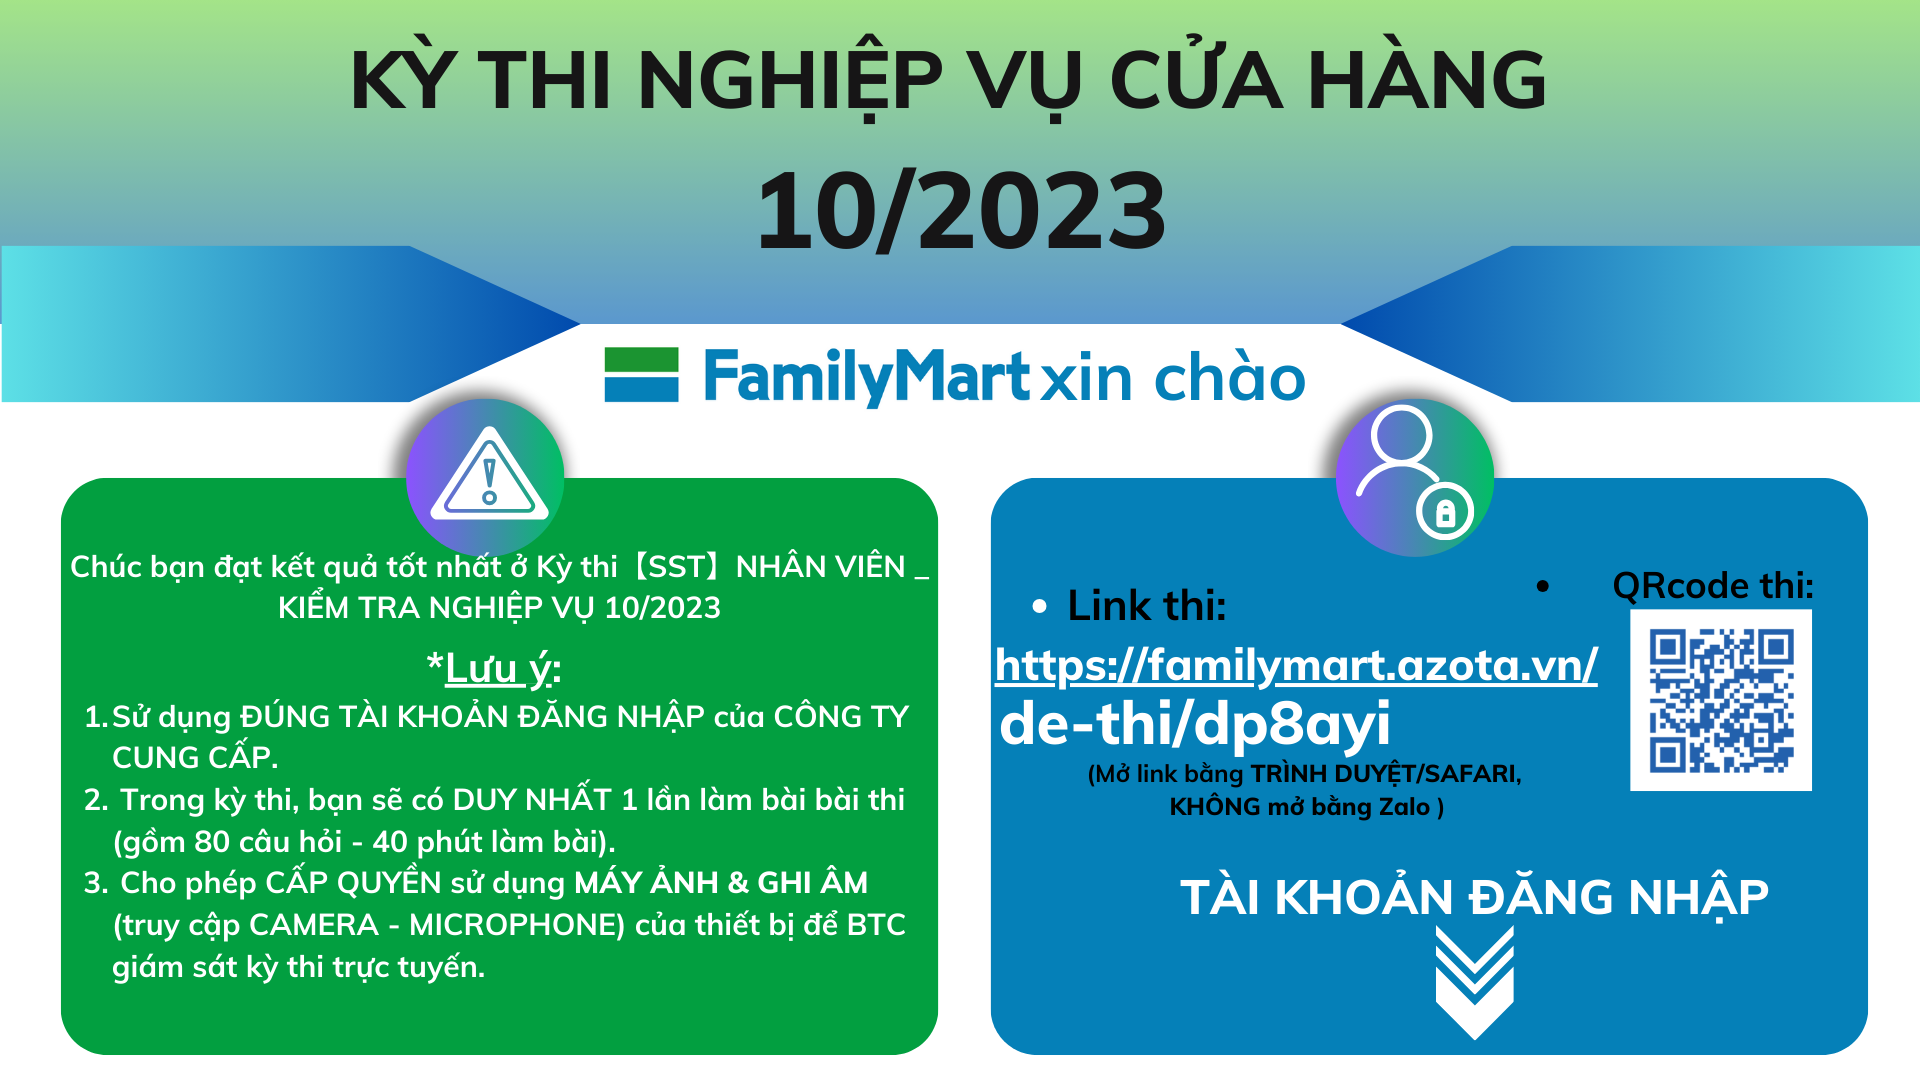 KỲ THI NGHIỆP VỤ CỬA HÀNG
10/2023
FamilyMart xin chào
Chúc bạn đạt kết quả tốt nhất ở Kỳ thi【SST】NHÂN VIÊN _
KIỂM TRA NGHIỆP VỤ 10/2023
*Lưu ý:
1. Sử dụng ĐÚNG TÀI KHOẢN ĐĂNG NHẬP của CÔNG TY
CUNG CẤP.
2. Trong kỳ thi, bạn sẽ có DUY NHẤT 1 lần làm bài bài thi
(gồm 80 câu hỏi - 40 phút làm bài).
3. Cho phép CẤP QUYỀN sử dụng MÁY ẢNH & GHI ÂM
(truy cập CAMERA - MICROPHONE) của thiết bị để BTC
giám sát kỳ thi trực tuyến.
• Link thi:
https://familymart.azota.vn/
de-thi/dp8ayi
(Mở link bằng TRÌNH DUYỆT/SAFARI,
KHÔNG mở bằng Zalo )
• QRcode thi:
TÀI KHOẢN ĐĂNG NHẬP